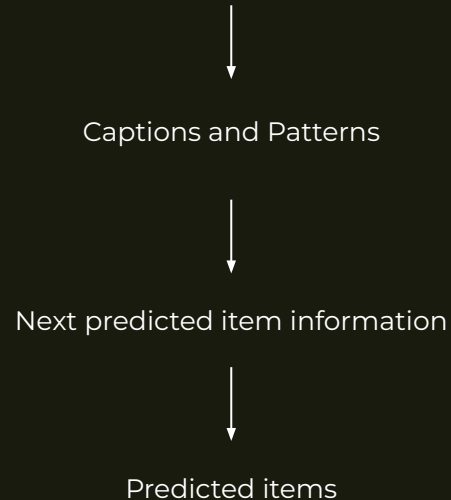 Captions and Patterns
Next predicted item information
Predicted items